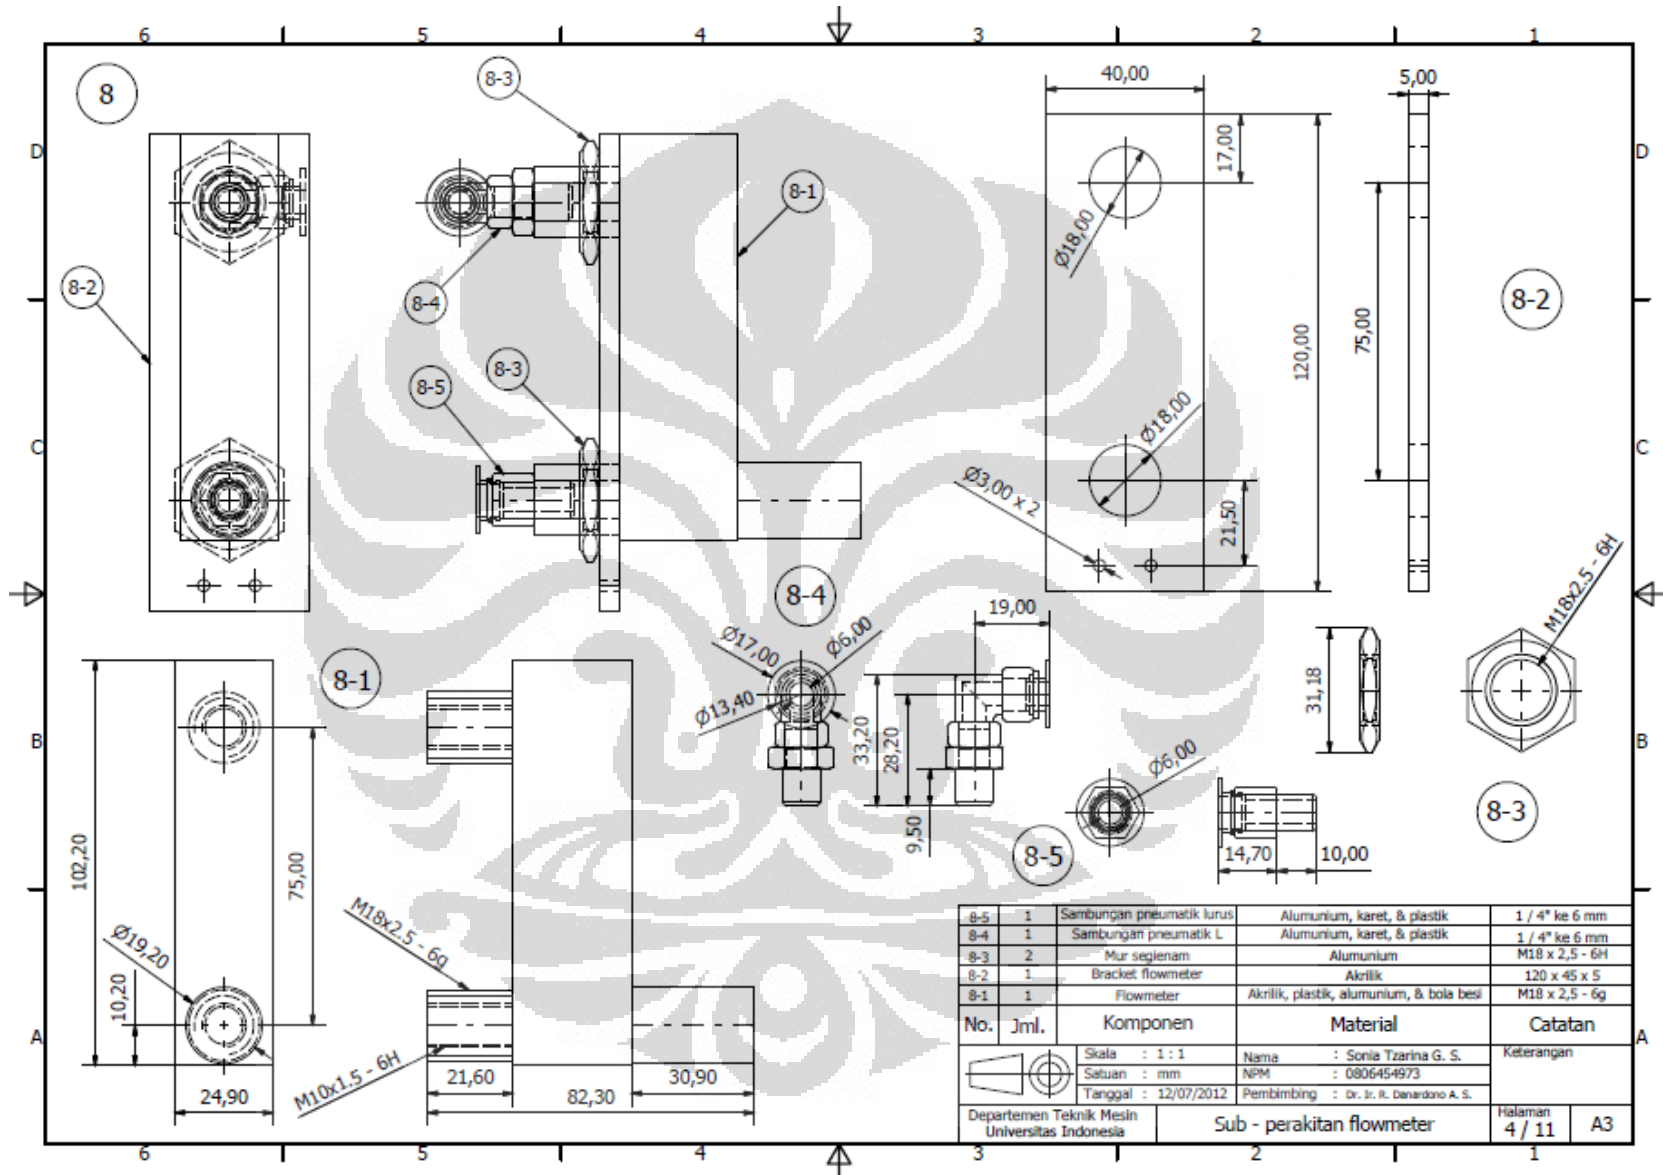 6 5 4 3 2 1
D
D
C
C
B
B
A
A
8
8-3
8-1
8-2
8-4
8-3
8-5
40,00
5,00
17,00
Ø18,00
120,00
75,00
8-2
Ø18,00
Ø3,00 x 2
21,50
8-1
102,20
75,00
Ø19,20
10,20
24,90
M18x2.5 - 6g
M10x1.5 - 6H
21,60
30,90
82,30
8-4
19,00
Ø17,00
Ø6,00
Ø13,40
33,20
28,20
9,50
M18x2.5 - 6H
31,18
8-3
Ø6,00
8-5
14,70
10,00
8-5 1 Sambungan pneumatik lurus Alumunium, karet, & plastik 1 / 4" ke 6 mm
8-4 1 Sambungan pneumatik L Alumunium, karet, & plastik 1 / 4" ke 6 mm
8-3 2 Mur segienam Alumunium M18 x 2,5 - 6H
8-2 1 Bracket flowmeter Akrilik 120 x 45 x 5
8-1 1 Flowmeter Akrilik, plastik, alumunium, & bola besi M18 x 2,5 - 6g
No. Jml. Komponen Material Catatan
Skala : 1 : 1 Nama : Sonia Tzarina G. S. Keterangan
Satuan : mm NPM : 0806454973
Tanggal : 12/07/2012 Pembimbing : Dr. Ir. R. Danardono A. S.
Departemen Teknik Mesin
Universitas Indonesia
Sub - perakitan flowmeter
Halaman
4 / 11
A3
6 5 4 3 2 1